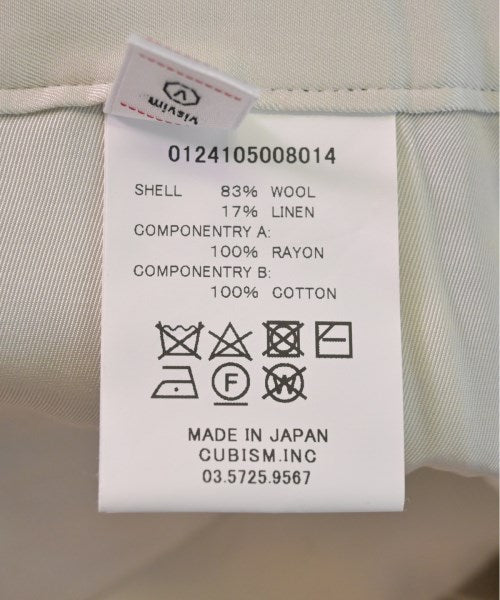 visvim
0124105008014
SHELL 83% WOOL
17% LINEN
COMPONENTRY A:
100% RAYON
COMPONENTRY B:
100% COTTON
F W
MADE IN JAPAN
CUBISM.INC
03.5725.9567